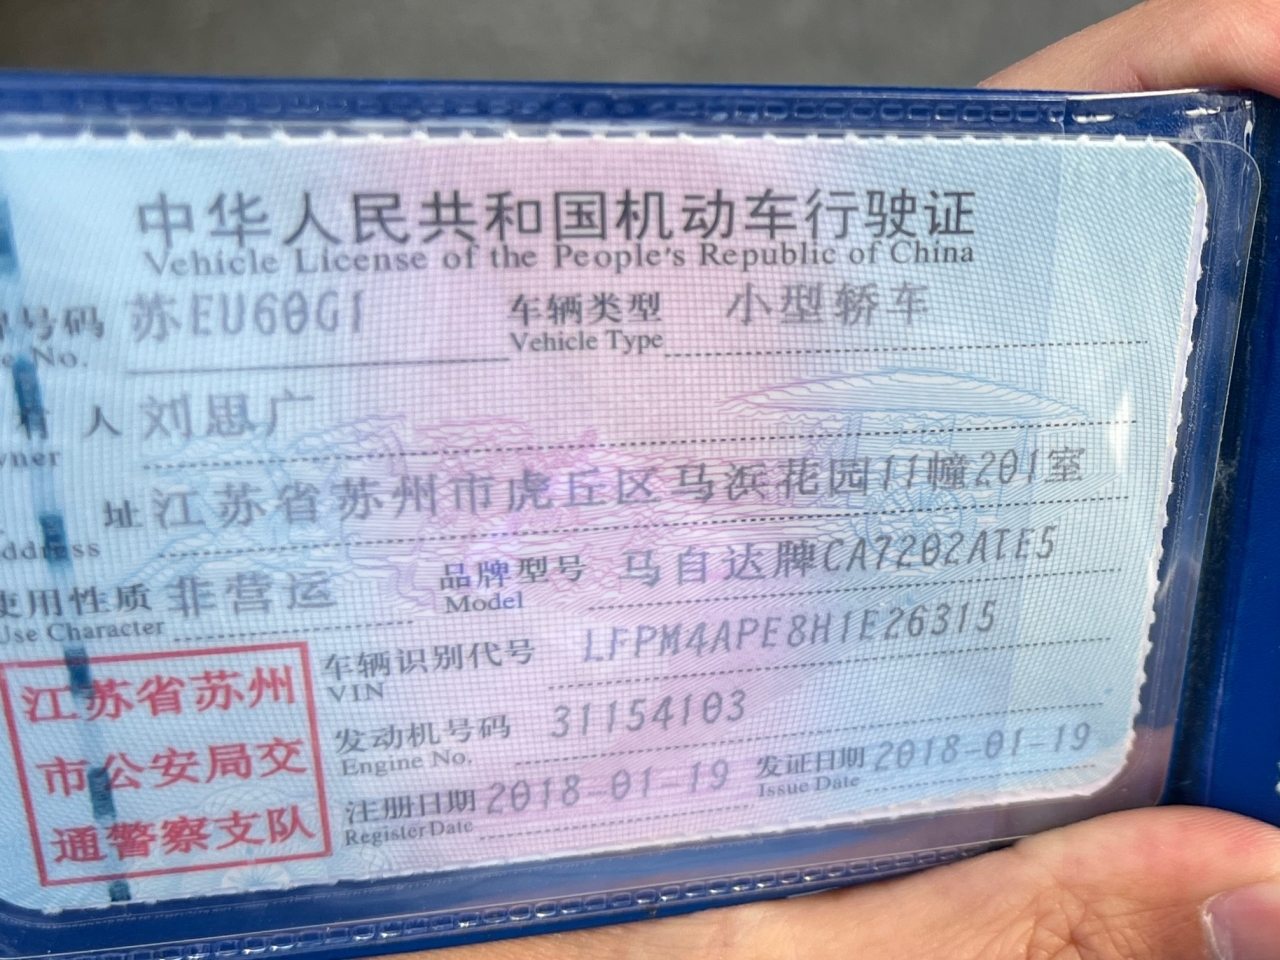 中华人民共和国机动车行驶证
Vehicle License of the People's Republic of China
号码 苏EU60G1 车辆类型 小型轿车
No. Vehicle Type
有 人 刘思广
wner
址 江苏省苏州市虎丘区马浜花园11幢201室
ddress
使用性质 非营运 品牌型号 马自达牌CA7202ATE5
Use Character Model
车辆识别代号 LFPM4APE8H1E26315
VIN
发动机号码 31154103
Engine No.
注册日期 2018-01-19 发证日期 2018-01-19
Register Date Issue Date
江苏省苏州
市公安局交
通警察支队